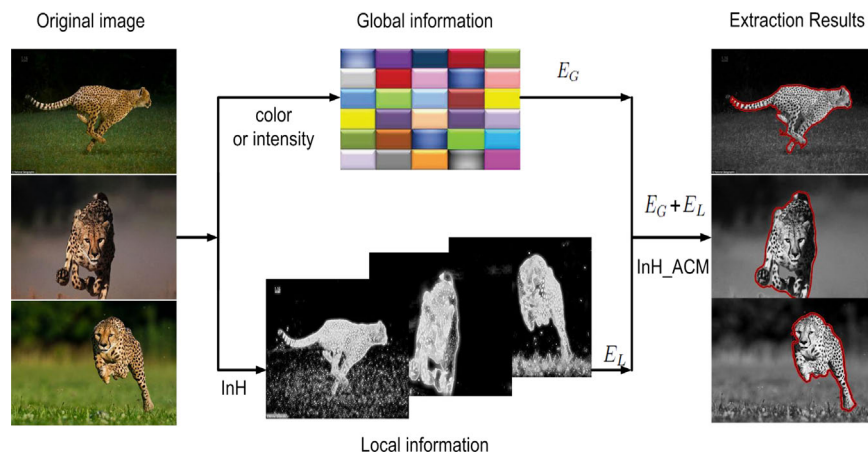 Original image
Global information
Extraction Results
color
or intensity
E_G
E_G + E_L
InH_ACM
InH
E_L
Local information